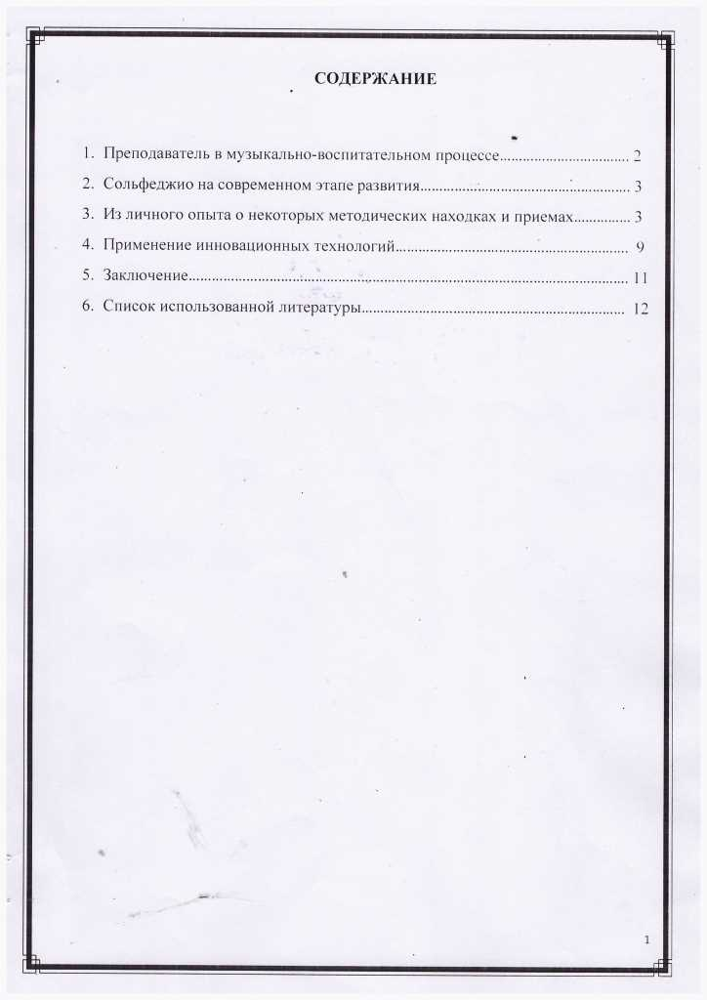 СОДЕРЖАНИЕ
1. Преподаватель в музыкально-воспитательном процессе.................................. 2
2. Сольфеджио на современном этапе развития....................................................... 3
3. Из личного опыта о некоторых методических находках и приемах............... 3
4. Применение инновационных технологий............................................................. 9
5. Заключение................................................................................................................... 11
6. Список использованной литературы..................................................................... 12
1